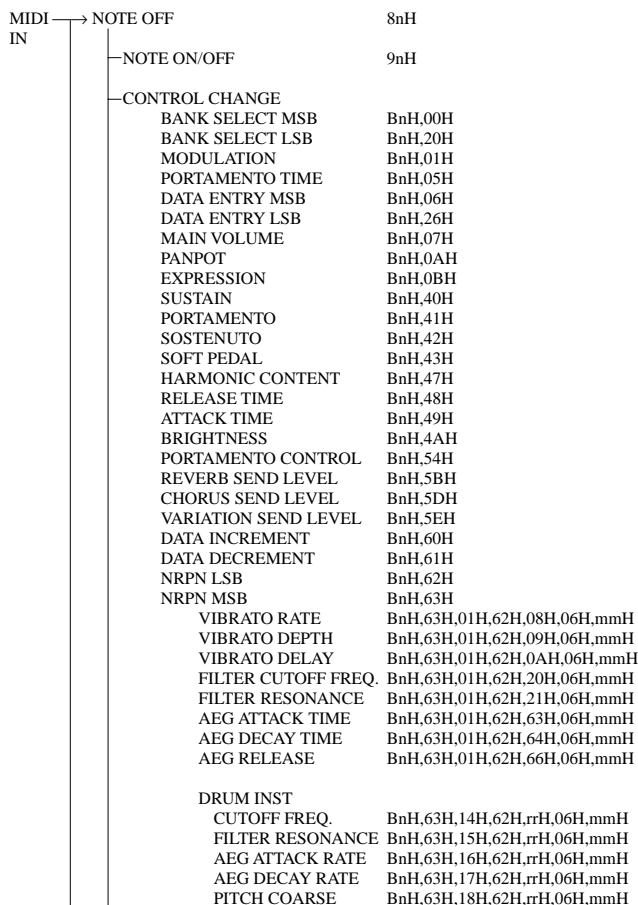 MIDI NOTE OFF 8nH
IN
NOTE ON/OFF 9nH
CONTROL CHANGE
BANK SELECT MSB BnH,00H
BANK SELECT LSB BnH,20H
MODULATION BnH,01H
PORTAMENTO TIME BnH,05H
DATA ENTRY MSB BnH,06H
DATA ENTRY LSB BnH,26H
MAIN VOLUME BnH,07H
PANPOT BnH,0AH
EXPRESSION BnH,0BH
SUSTAIN BnH,40H
PORTAMENTO BnH,41H
SOSTENUTO BnH,42H
SOFT PEDAL BnH,43H
HARMONIC CONTENT BnH,47H
RELEASE TIME BnH,48H
ATTACK TIME BnH,49H
BRIGHTNESS BnH,4AH
PORTAMENTO CONTROL BnH,54H
REVERB SEND LEVEL BnH,5BH
CHORUS SEND LEVEL BnH,5DH
VARIATION SEND LEVEL BnH,5EH
DATA INCREMENT BnH,60H
DATA DECREMENT BnH,61H
NRPN LSB BnH,62H
NRPN MSB BnH,63H
VIBRATO RATE BnH,63H,01H,62H,08H,06H,mmH
VIBRATO DEPTH BnH,63H,01H,62H,09H,06H,mmH
VIBRATO DELAY BnH,63H,01H,62H,0AH,06H,mmH
FILTER CUTOFF FREQ. BnH,63H,01H,62H,20H,06H,mmH
FILTER RESONANCE BnH,63H,01H,62H,21H,06H,mmH
AEG ATTACK TIME BnH,63H,01H,62H,63H,06H,mmH
AEG DECAY TIME BnH,63H,01H,62H,64H,06H,mmH
AEG RELEASE BnH,63H,01H,62H,66H,06H,mmH
DRUM INST
CUTOFF FREQ. BnH,63H,14H,62H,rrH,06H,mmH
FILTER RESONANCE BnH,63H,15H,62H,rrH,06H,mmH
AEG ATTACK RATE BnH,63H,16H,62H,rrH,06H,mmH
AEG DECAY RATE BnH,63H,17H,62H,rrH,06H,mmH
PITCH COARSE BnH,63H,18H,62H,rrH,06H,mmH